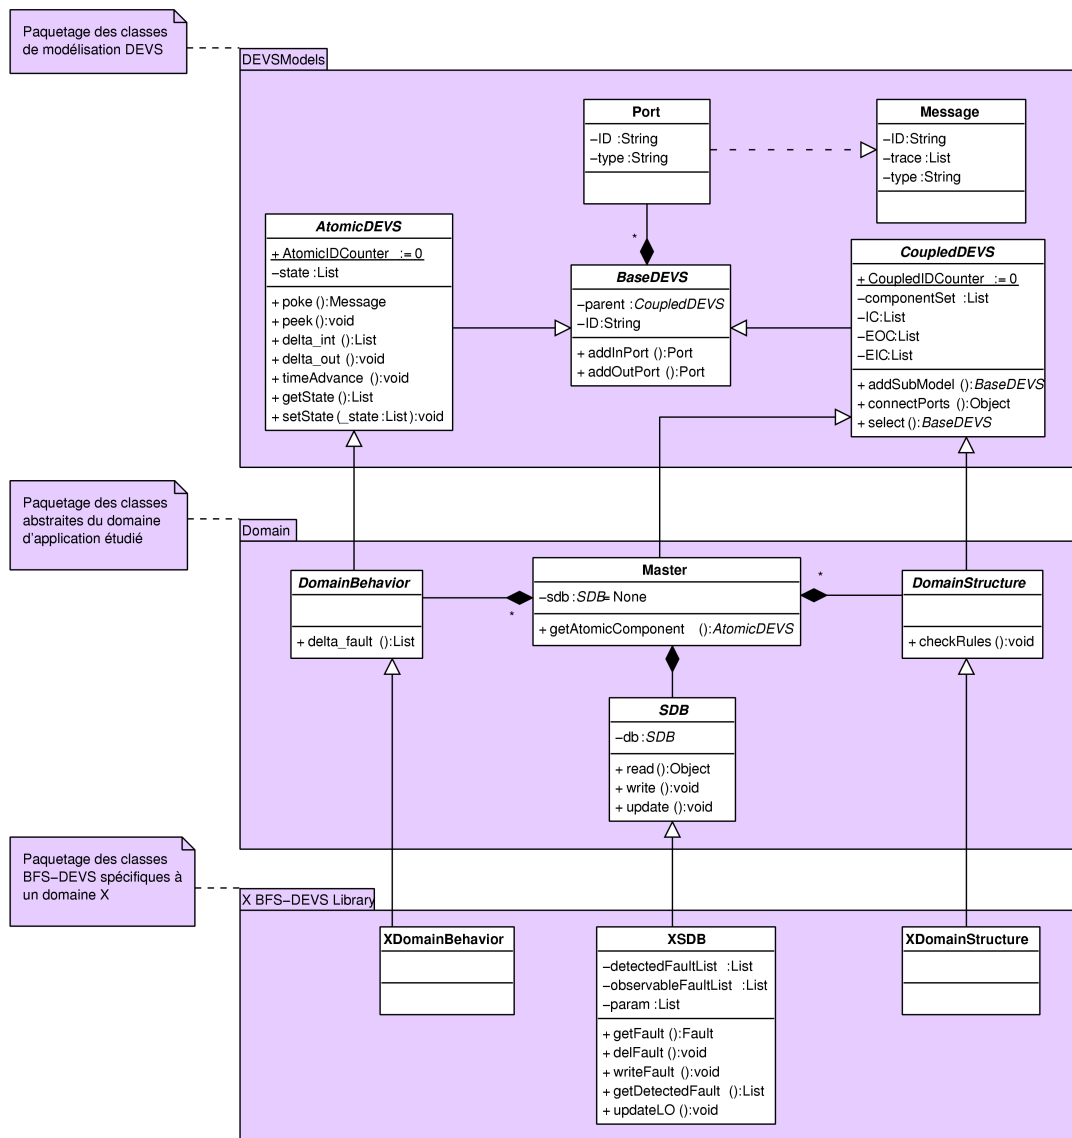 Paquetage des classes
de modélisation DEVS
DEVSModels
Port
−ID :String
−type :String
Message
−ID:String
−trace :List
−type :String
AtomicDEVS
+ AtomicIDCounter := 0
−state :List
+ poke ():Message
+ peek ():void
+ delta_int ():List
+ delta_out ():void
+ timeAdvance ():void
+ getState ():List
+ setState (_state :List ):void
*
BaseDEVS
−parent : CoupledDEVS
−ID:String
+ addInPort ():Port
+ addOutPort ():Port
CoupledDEVS
+ CoupledIDCounter := 0
−componentSet :List
−IC:List
−EOC:List
−EIC:List
+ addSubModel ():BaseDEVS
+ connectPorts ():Object
+ select ():BaseDEVS
Paquetage des classes
abstraites du domaine
d'application étudié
Domain
DomainBehavior
+ delta_fault ():List
*
Master
−sdb : SDB= None
+ getAtomicComponent ():AtomicDEVS
*
DomainStructure
+ checkRules ():void
SDB
−db : SDB
+ read ():Object
+ write ():void
+ update ():void
Paquetage des classes
BFS−DEVS spécifiques à
un domaine X
X BFS−DEVS Library
XDomainBehavior
XSDB
−detectedFaultList :List
−observableFaultList :List
−param :List
+ getFault ():Fault
+ delFault ():void
+ writeFault ():void
+ getDetectedFault ():List
+ updateLO ():void
XDomainStructure